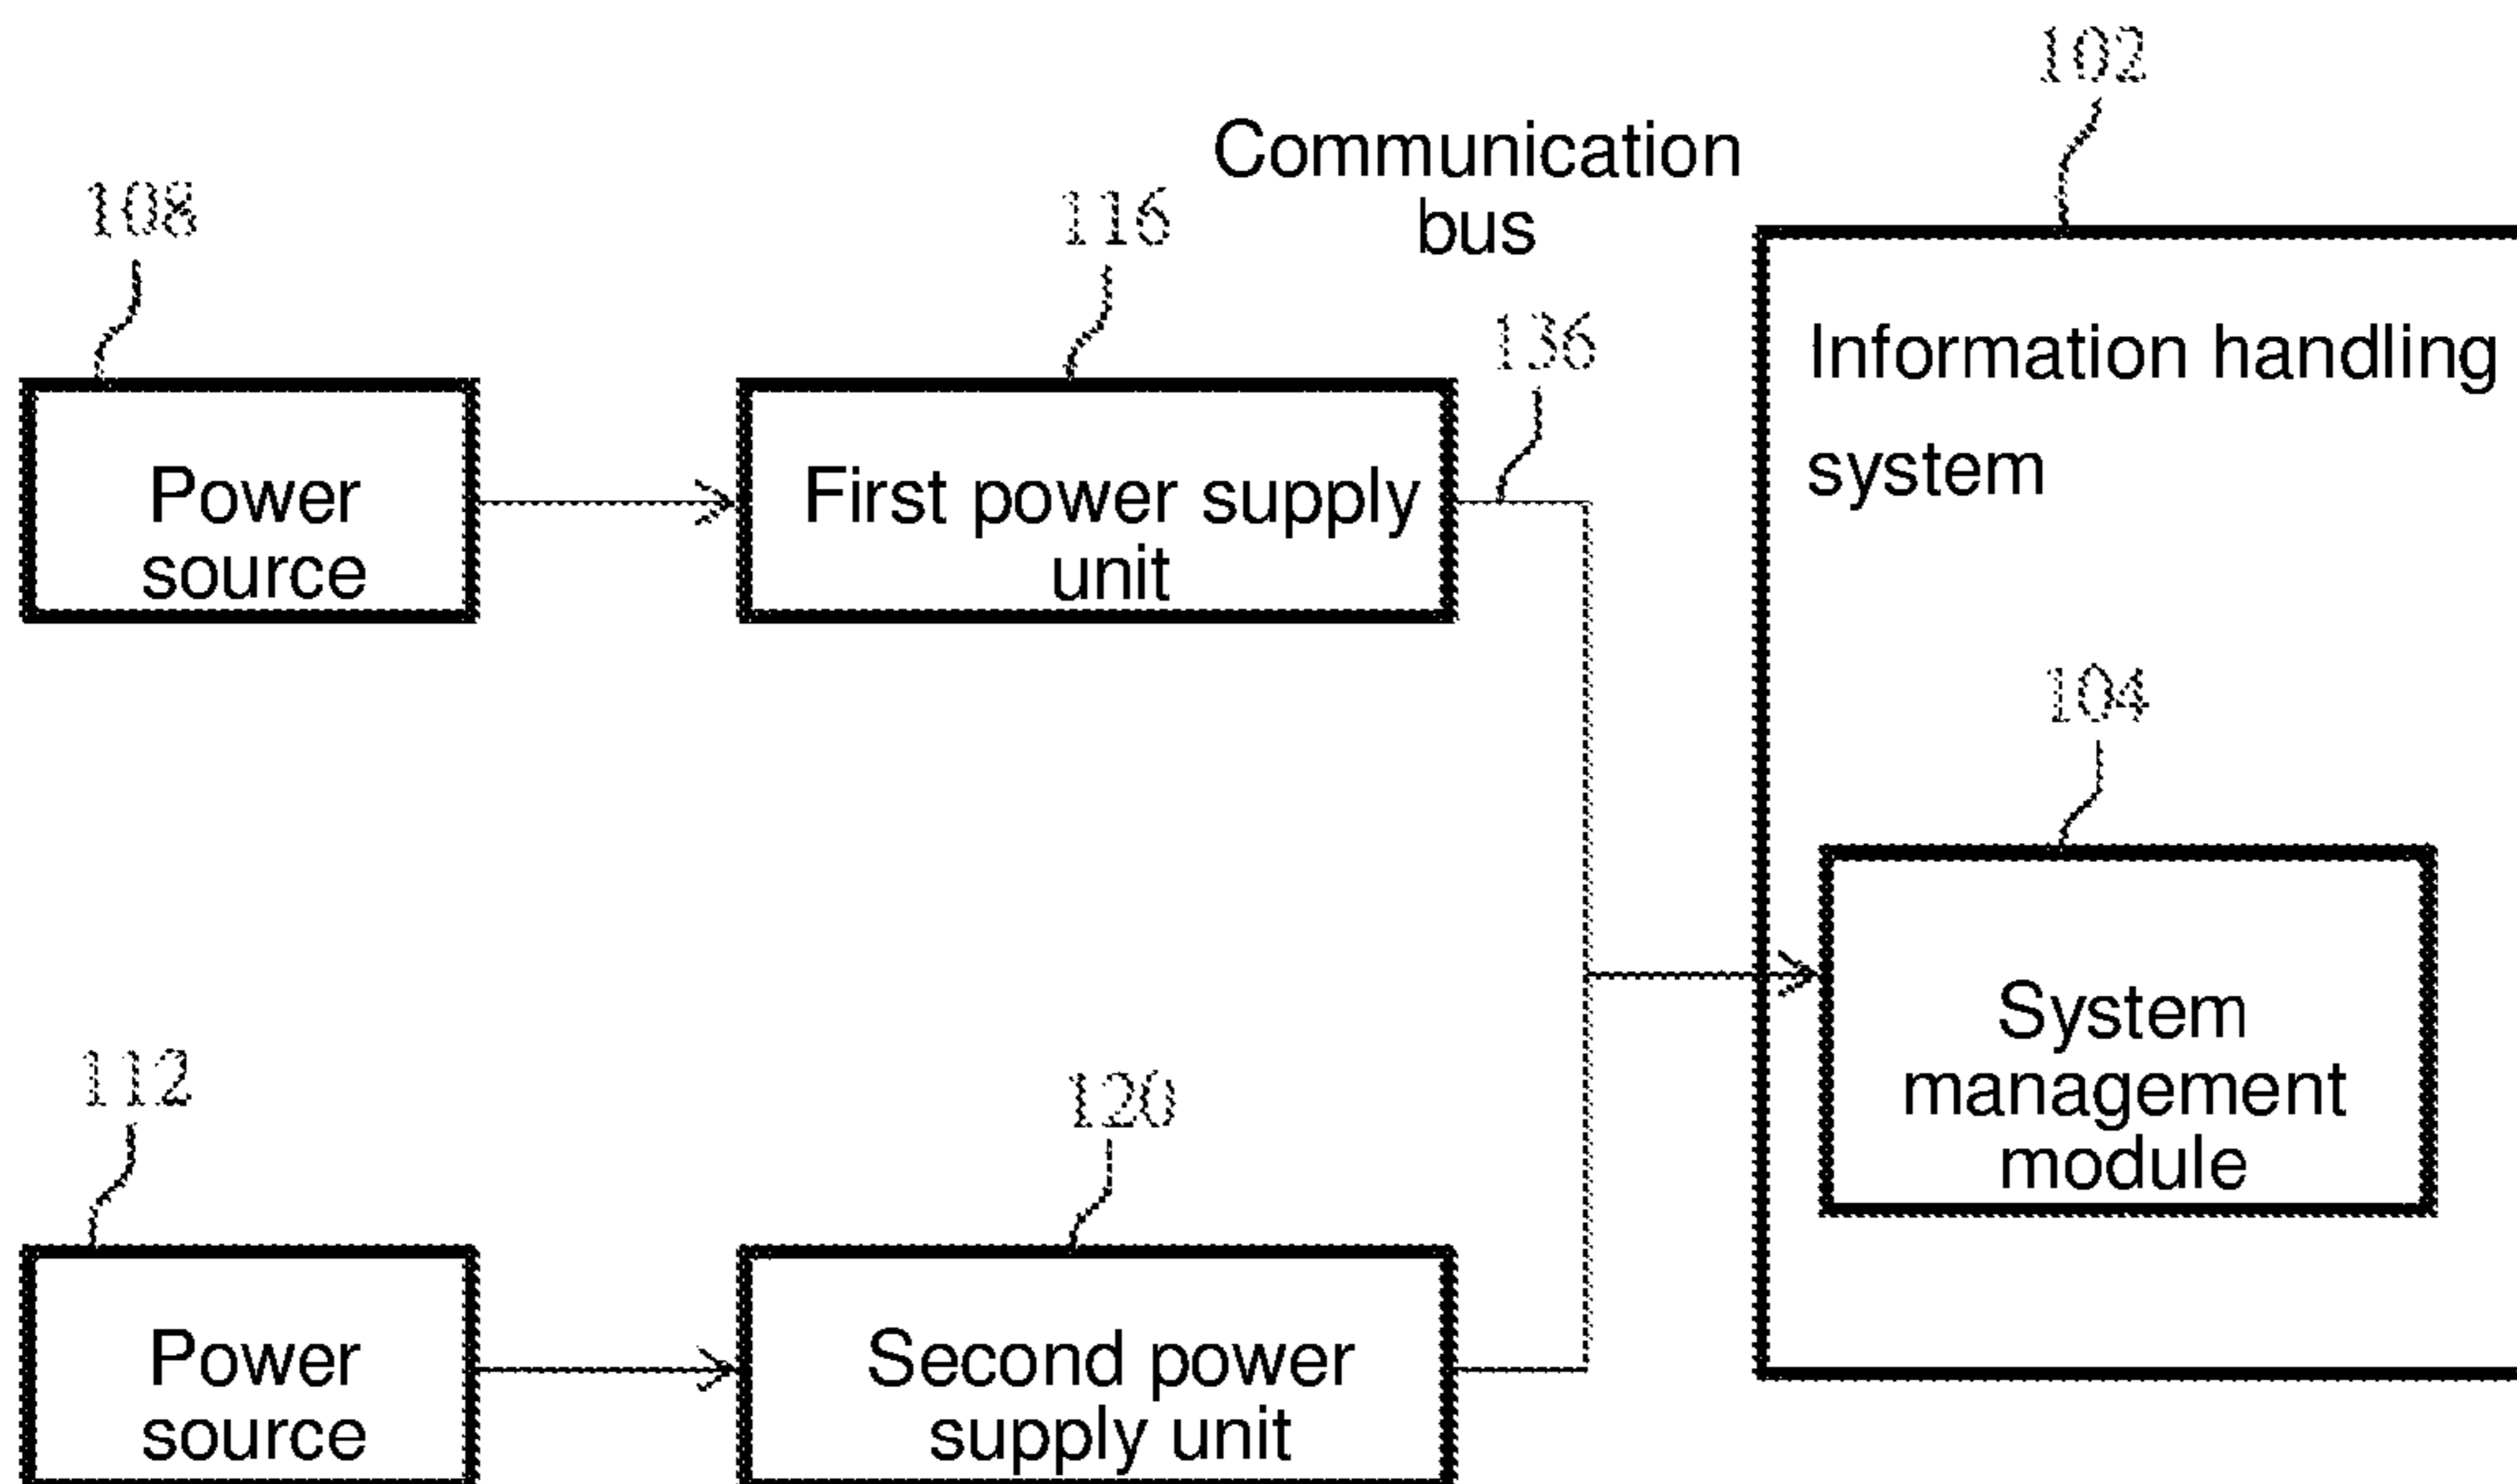 102
Communication
bus
108
116
136
Information handling
system
Power
source
First power supply
unit
104
System
management
module
112
120
Power
source
Second power
supply unit